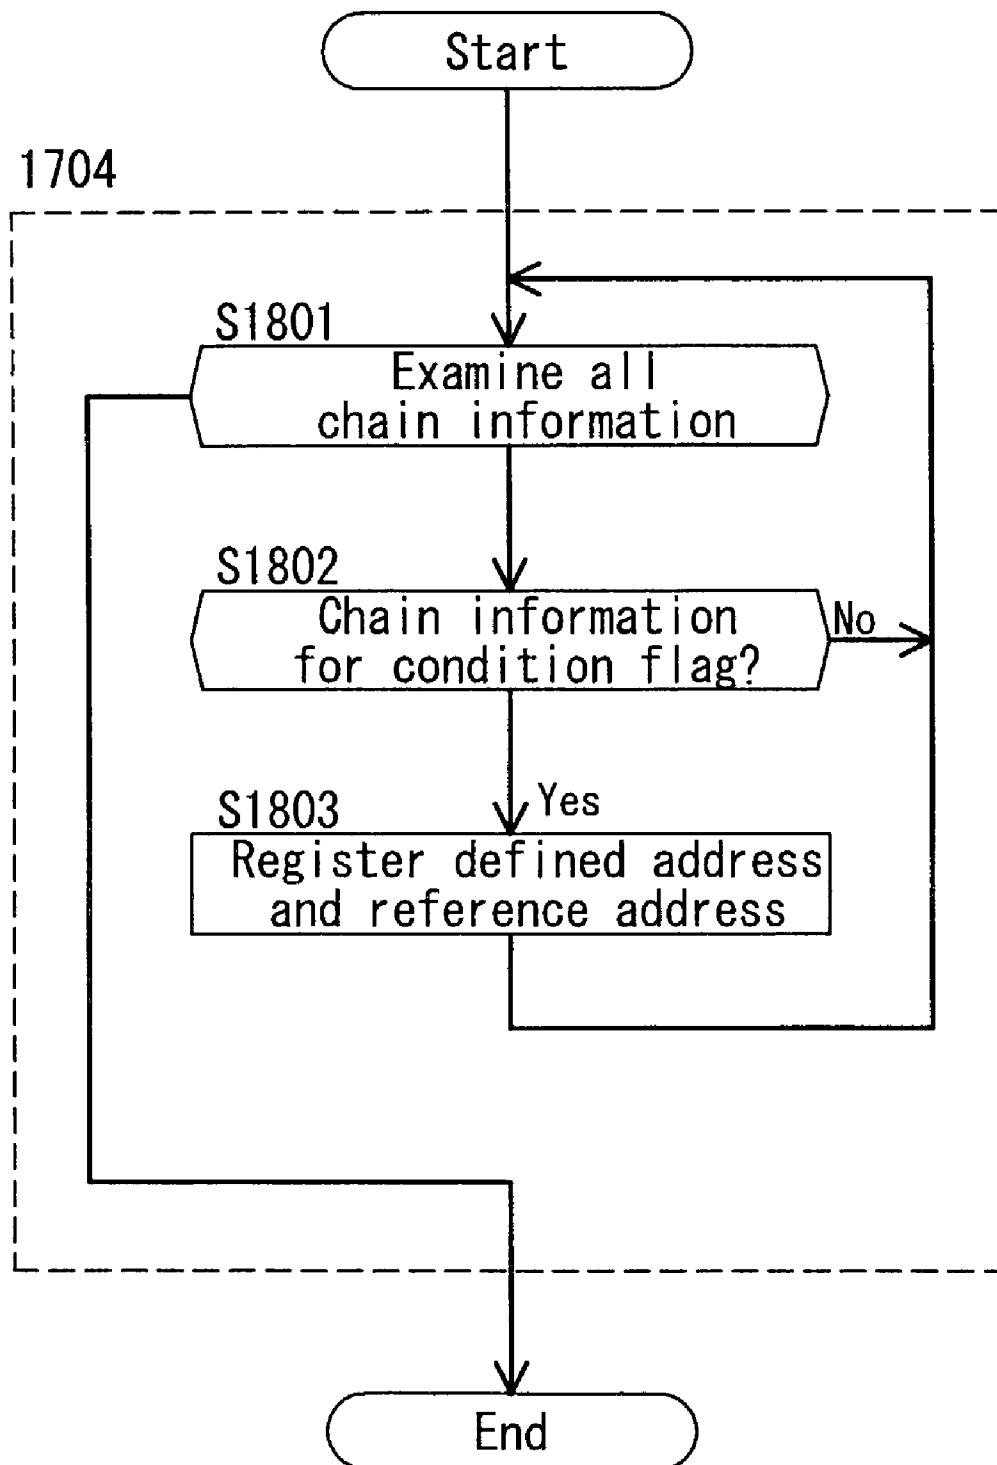 Start
1704
S1801
Examine all
chain information
S1802
Chain information
for condition flag?
No
Yes
S1803
Register defined address
and reference address
End